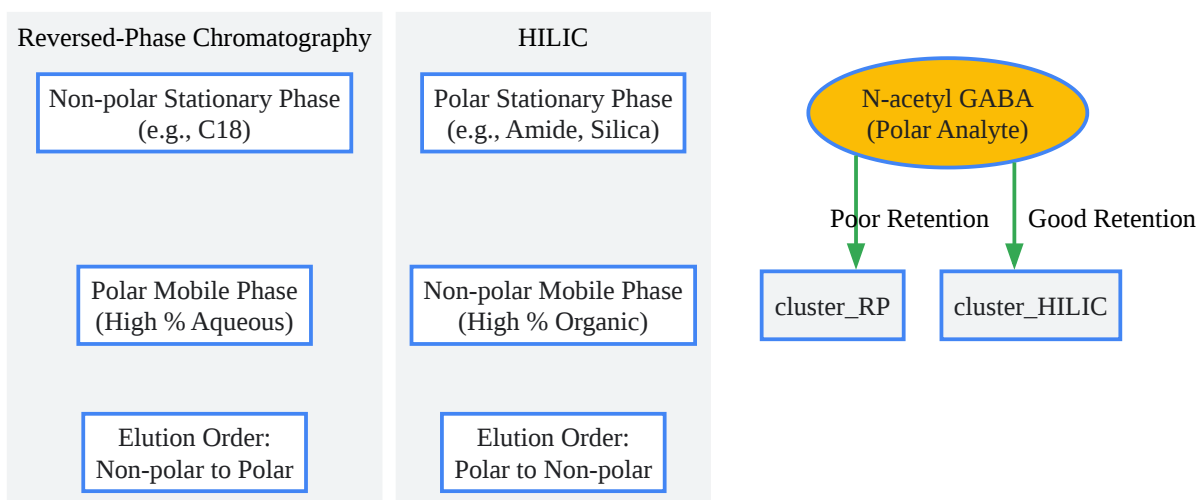 Reversed-Phase Chromatography
Non-polar Stationary Phase
(e.g., C18)
Polar Mobile Phase
(High % Aqueous)
Elution Order:
Non-polar to Polar
HILIC
Polar Stationary Phase
(e.g., Amide, Silica)
Non-polar Mobile Phase
(High % Organic)
Elution Order:
Polar to Non-polar
N-acetyl GABA
(Polar Analyte)
Poor Retention
Good Retention
cluster_RP
cluster_HILIC